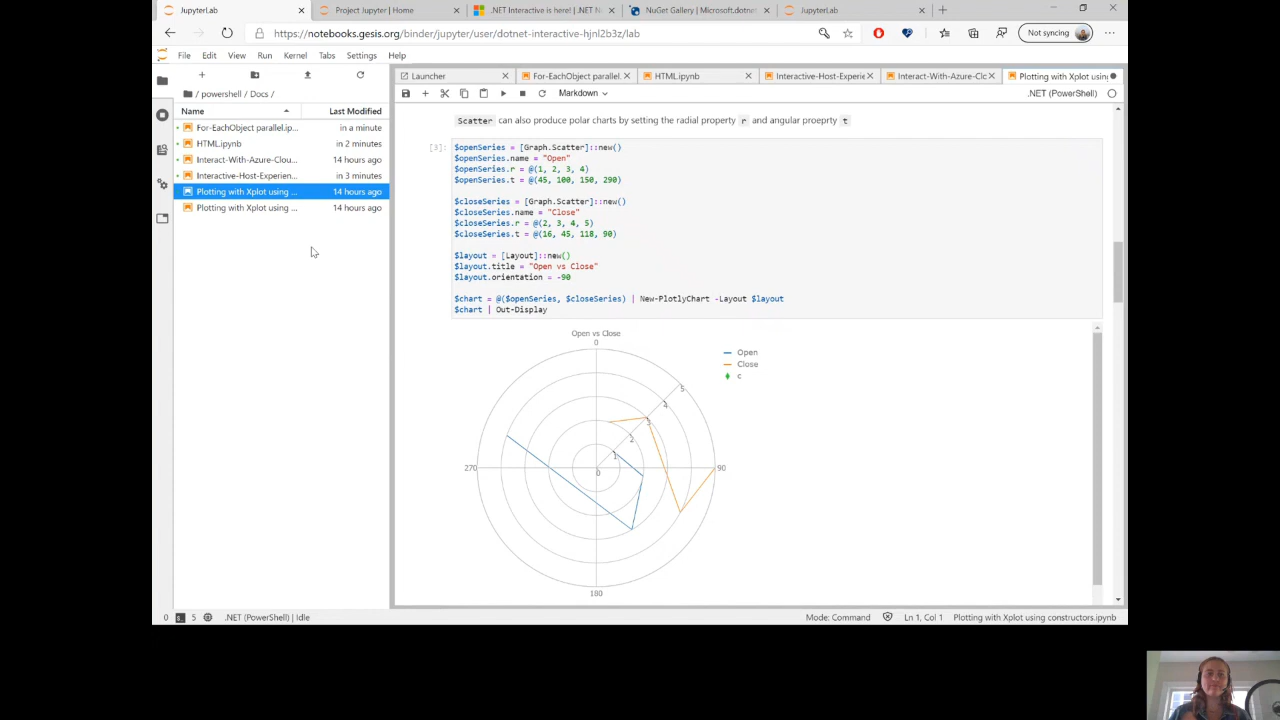 JupyterLab
Project Jupyter | Home
.NET Interactive is here! | .NET N
NuGet Gallery | Microsoft.dotne
JupyterLab
https://notebooks.gesis.org/binder/jupyter/user/dotnet-interactive-hjnl2b3z/lab
Not syncing
File Edit View Run Kernel Tabs Settings Help
Launcher
For-EachObject parallel.
HTML.ipynb
Interactive-Host-Experie
Interact-With-Azure-Clo
Plotting with Xplot using
Markdown
.NET (PowerShell)
/ powershell / Docs /
Name Last Modified
For-EachObject parallel.ip... in a minute
HTML.ipynb in 2 minutes
Interact-With-Azure-Clou... 14 hours ago
Interactive-Host-Experien... in 3 minutes
Plotting with Xplot using ... 14 hours ago
Plotting with Xplot using ... 14 hours ago
Scatter can also produce polar charts by setting the radial property r and angular proeprty t
[3]:
$openSeries = [Graph.Scatter]::new()
$openSeries.name = "Open"
$openSeries.r = @(1, 2, 3, 4)
$openSeries.t = @(45, 100, 150, 290)
$closeSeries = [Graph.Scatter]::new()
$closeSeries.name = "Close"
$closeSeries.r = @(2, 3, 4, 5)
$closeSeries.t = @(16, 45, 118, 90)
$layout = [Layout]::new()
$layout.title = "Open vs Close"
$layout.orientation = -90
$chart = @($openSeries, $closeSeries) | New-PlotlyChart -Layout $layout
$chart | Out-Display
Open vs Close
0
Open
Close
c
5
4
3
2
1
0
270
90
180
0
5
.NET (PowerShell) | Idle
Mode: Command
Ln 1, Col 1
Plotting with Xplot using constructors.ipynb